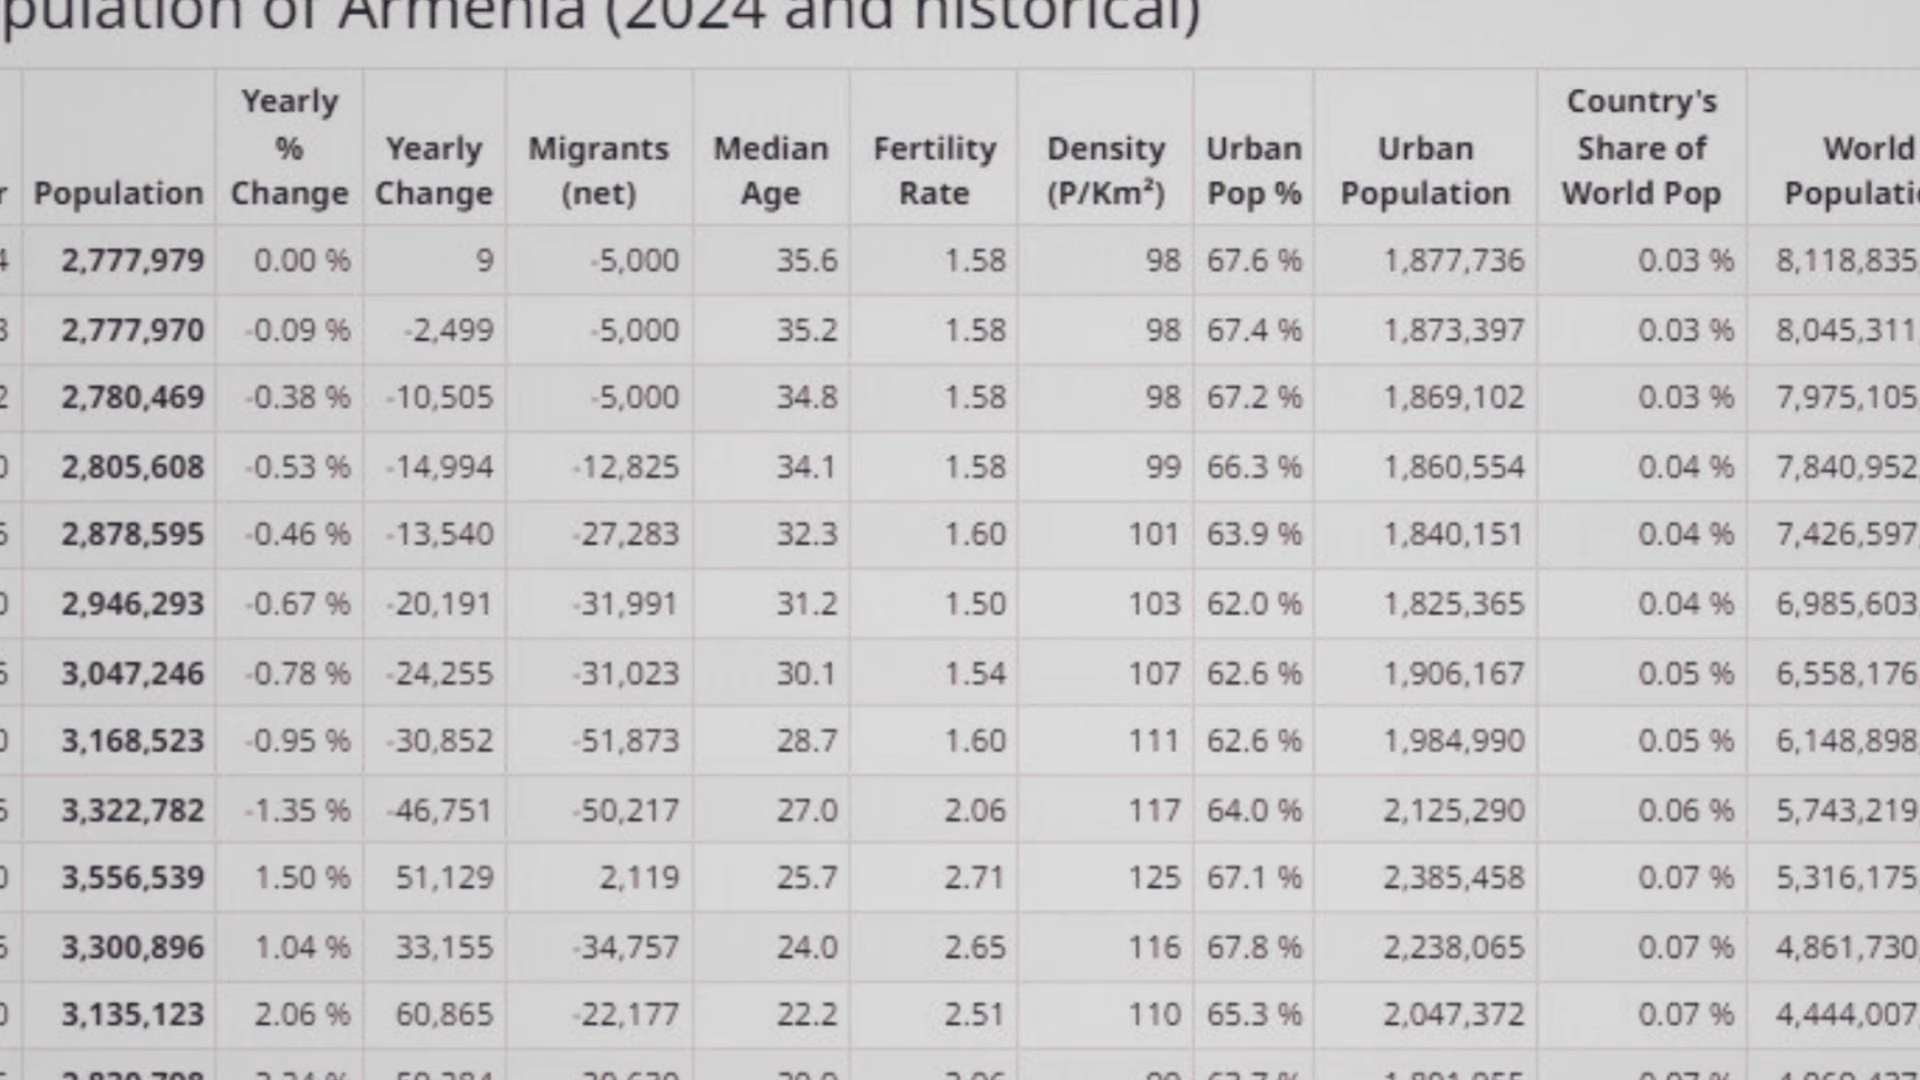 pulation of Armenia (2024 and historical)
Yearly Country's
% Yearly Migrants Median Fertility Density Urban Urban Share of World
r Population Change Change (net) Age Rate (P/Km²) Pop % Population World Pop Populatio
4 2,777,979 0.00 % 9 -5,000 35.6 1.58 98 67.6 % 1,877,736 0.03 % 8,118,835,
3 2,777,970 -0.09 % -2,499 -5,000 35.2 1.58 98 67.4 % 1,873,397 0.03 % 8,045,311,
2 2,780,469 -0.38 % -10,505 -5,000 34.8 1.58 98 67.2 % 1,869,102 0.03 % 7,975,105,
0 2,805,608 -0.53 % -14,994 -12,825 34.1 1.58 99 66.3 % 1,860,554 0.04 % 7,840,952,
5 2,878,595 -0.46 % -13,540 -27,283 32.3 1.60 101 63.9 % 1,840,151 0.04 % 7,426,597,
0 2,946,293 -0.67 % -20,191 -31,991 31.2 1.50 103 62.0 % 1,825,365 0.04 % 6,985,603,
5 3,047,246 -0.78 % -24,255 -31,023 30.1 1.54 107 62.6 % 1,906,167 0.05 % 6,558,176,
0 3,168,523 -0.95 % -30,852 -51,873 28.7 1.60 111 62.6 % 1,984,990 0.05 % 6,148,898,
5 3,322,782 -1.35 % -46,751 -50,217 27.0 2.06 117 64.0 % 2,125,290 0.06 % 5,743,219,
0 3,556,539 1.50 % 51,129 2,119 25.7 2.71 125 67.1 % 2,385,458 0.07 % 5,316,175,
5 3,300,896 1.04 % 33,155 -34,757 24.0 2.65 116 67.8 % 2,238,065 0.07 % 4,861,730,
0 3,135,123 2.06 % 60,865 -22,177 22.2 2.51 110 65.3 % 2,047,372 0.07 % 4,444,007,